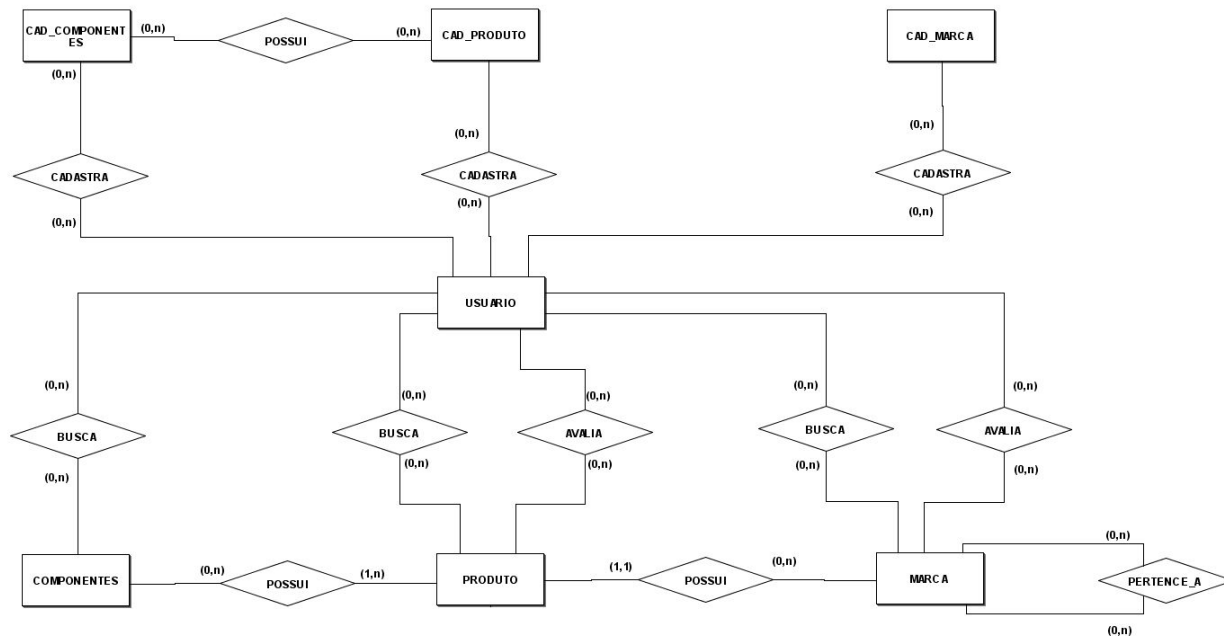 CAD_COMPONENT
ES
(0,n)
POSSUI
(0,n)
CAD_PRODUTO
CAD_MARCA
(0,n)
(0,n)
(0,n)
CADASTRA
CADASTRA
CADASTRA
(0,n)
(0,n)
(0,n)
USUARIO
(0,n)
(0,n)
(0,n)
(0,n)
(0,n)
BUSCA
BUSCA
AVALIA
BUSCA
AVALIA
(0,n)
(0,n)
(0,n)
(0,n)
(0,n)
COMPONENTES
(0,n)
POSSUI
(1,n)
PRODUTO
(1,1)
POSSUI
(0,n)
MARCA
(0,n)
PERTENCE_A
(0,n)